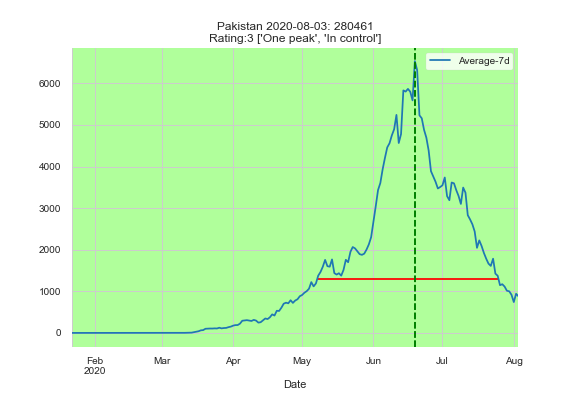 Pakistan 2020-08-03: 280461
Rating:3 ['One peak', 'In control']
Average-7d
6000
5000
4000
3000
2000
1000
0
Feb Mar Apr May Jun Jul Aug
2020
Date